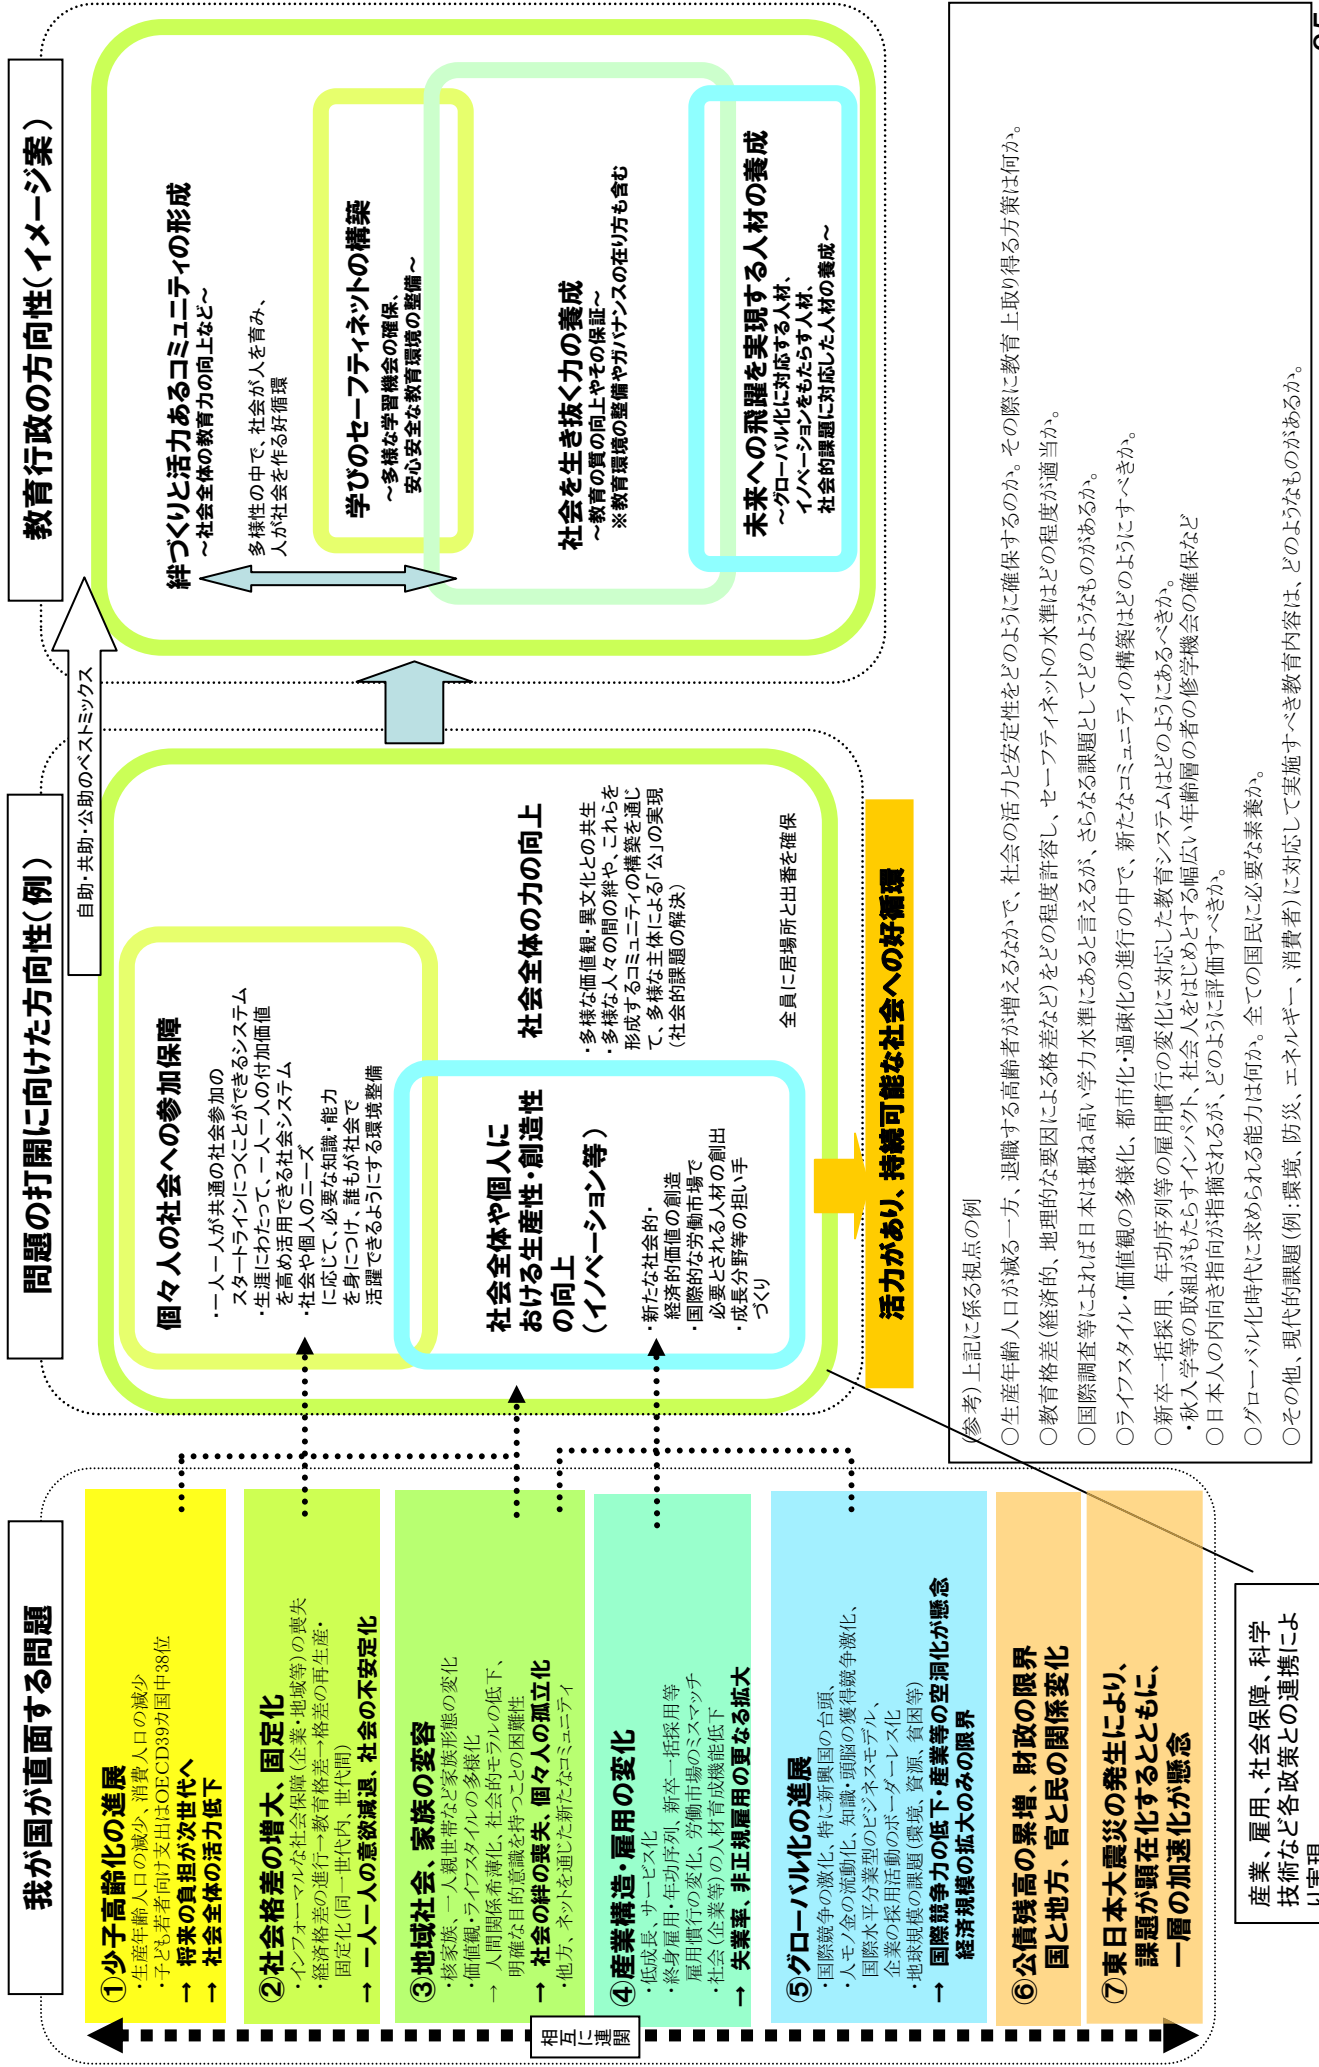 我が国が直面する問題
①少子高齢化の進展
・生産年齢人口の減少、消費人口の減少
・子ども若者向け支出はOECD39カ国中38位
→ 将来の負担が次世代へ
→ 社会全体の活力低下
②社会格差の増大、固定化
・インフォーマルな社会保障(企業・地域等)の喪失
・経済格差の進行→教育格差→格差の再生産・
固定化(同一世代内、世代間)
→ 一人一人の意欲減退、社会の不安定化
③地域社会、家族の変容
・核家族、一人親世帯など家族形態の変化
・価値観・ライフスタイルの多様化
→ 人間関係希薄化、社会的モラルの低下、
明確な目的意識を持つことの困難性
→ 社会の絆の喪失、個々人の孤立化
・他方、ネットを通じた新たなコミュニティ
④産業構造・雇用の変化
・低成長、サービス化
・終身雇用・年功序列、新卒一括採用等
雇用慣行の変化、労働市場のミスマッチ
・社会(企業等)の人材育成機能低下
→ 失業率、非正規雇用の更なる拡大
⑤グローバル化の進展
・国際競争の激化、特に新興国の台頭、
・人モノ金の流動化、知識・頭脳の獲得競争激化、
国際水平分業型のビジネスモデル、
企業の採用活動のボーダーレス化
・地球規模の課題(環境、資源、貧困等)
→ 国際競争力の低下・産業等の空洞化が懸念
経済規模の拡大のみの限界
⑥公債残高の累増、財政の限界
国と地方、官と民の関係変化
⑦東日本大震災の発生により、
課題が顕在化するとともに、
一層の加速化が懸念
相互に連関
産業、雇用、社会保障、科学
技術など各政策との連携によ
り実現
問題の打開に向けた方向性(例)
自助・共助・公助のベストミックス
個々人の社会への参加保障
・一人一人が共通の社会参加の
スタートラインにつくことができるシステム
・生涯にわたって、一人一人の付加価値
を高め活用できる社会システム
・社会や個人のニーズ
に応じて、必要な知識・能力
を身につけ、誰もが社会で
活躍できるようにする環境整備
社会全体や個人に
おける生産性・創造性
の向上
(イノベーション等)
・新たな社会的・
経済的価値の創造
・国際的な労働市場で
必要とされる人材の創出
・成長分野等の担い手
づくり
社会全体の力の向上
・多様な価値観・異文化との共生
・多様な人々の間の絆や、これらを
形成するコミュニティの構築を通じ
て、多様な主体による「公」の実現
(社会的課題の解決)
全員に居場所と出番を確保
活力があり、持続可能な社会への好循環
教育行政の方向性(イメージ案)
絆づくりと活力あるコミュニティの形成
~社会全体の教育力の向上など~
多様性の中で、社会が人を育み、
人が社会を作る好循環
学びのセーフティネットの構築
~多様な学習機会の確保、
安心安全な教育環境の整備~
社会を生き抜く力の養成
~教育の質の向上やその保証~
※教育環境の整備やガバナンスの在り方も含む
未来への飛躍を実現する人材の養成
~グローバル化に対応する人材、
イノベーションをもたらす人材、
社会的課題に対応した人材の養成~
(参考)上記に係る視点の例
○生産年齢人口が減る一方、退職する高齢者が増えるなかで、社会の活力と安定性をどのように確保するのか。その際に教育上取り得る方策は何か。
○教育格差(経済的、地理的な要因による格差など)をどの程度許容し、セーフティネットの水準はどの程度が適当か。
○国際調査等によれば日本は概ね高い学力水準にあると言えるが、さらなる課題としてどのようなものがあるか。
○ライフスタイル・価値観の多様化、都市化・過疎化の進行の中で、新たなコミュニティの構築はどのようにすべきか。
○新卒一括採用、年功序列等の雇用慣行の変化に対応した教育システムはどのようにあるべきか。
・秋入学等の取組がもたらすインパクト、社会人をはじめとする幅広い年齢層の者の修学機会の確保など
○日本人の内向き指向が指摘されるが、どのように評価すべきか。
○グローバル化時代に求められる能力は何か。全ての国民に必要な素養か。
○その他、現代的課題(例:環境、防災、エネルギー、消費者)に対応して実施すべき教育内容は、どのようなものがあるか。